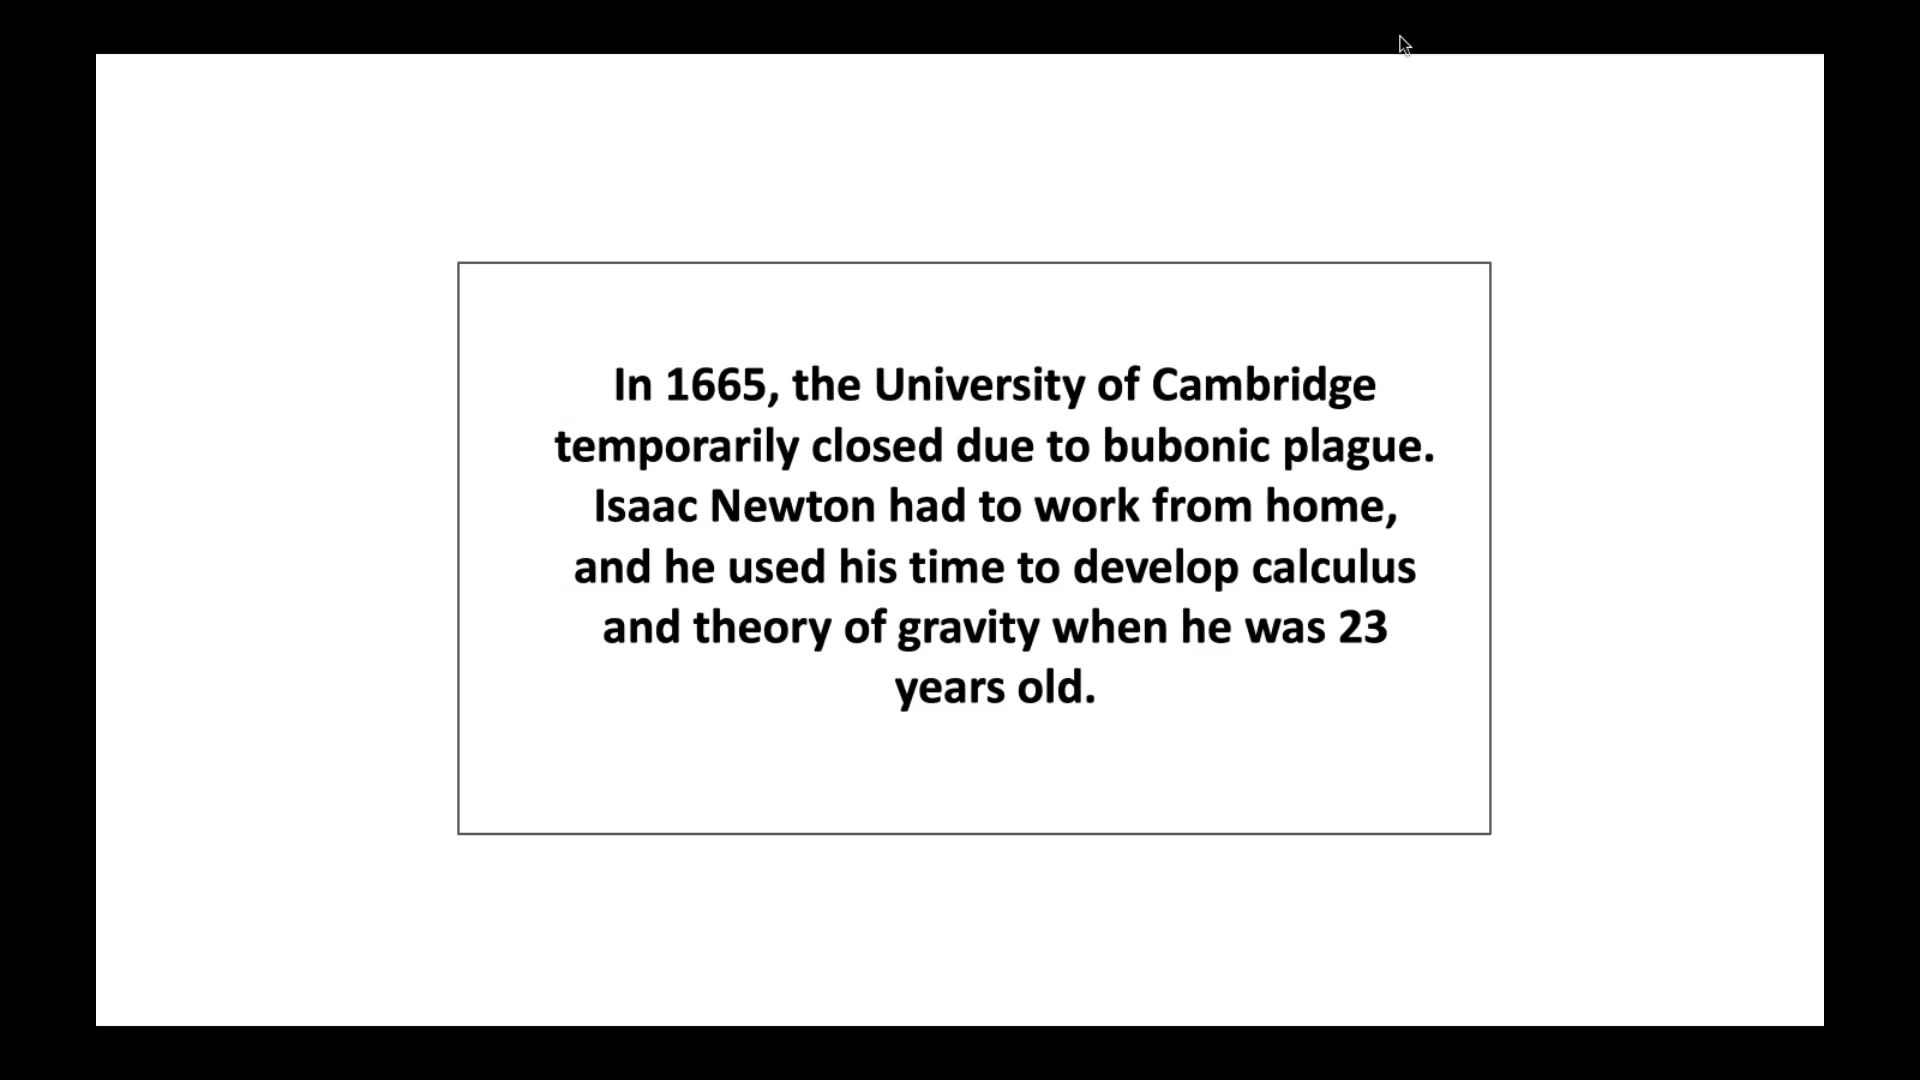 In 1665, the University of Cambridge
temporarily closed due to bubonic plague.
Isaac Newton had to work from home,
and he used his time to develop calculus
and theory of gravity when he was 23
years old.